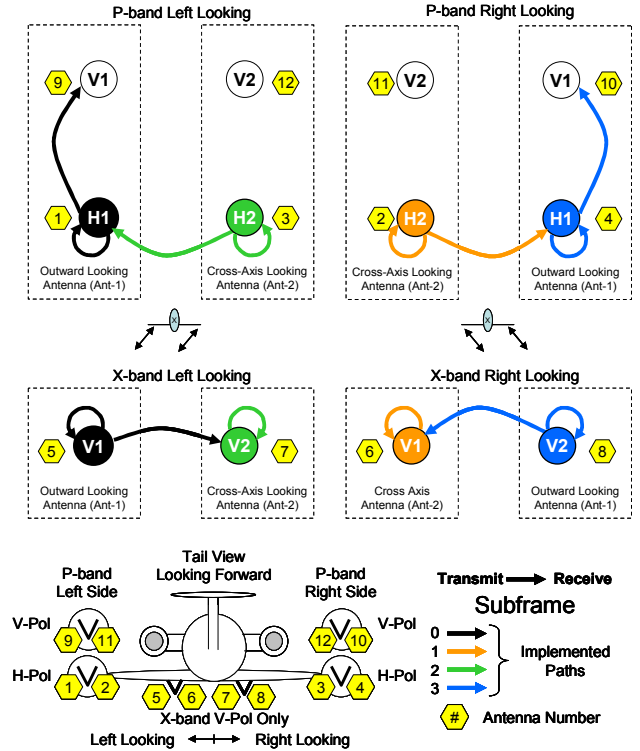 P-band Left Looking
P-band Right Looking
9
V1
V2
12
11
V2
V1
10
1
H1
H2
3
2
H2
H1
4
Outward Looking
Antenna (Ant-1)
Cross-Axis Looking
Antenna (Ant-2)
Cross-Axis Looking
Antenna (Ant-2)
Outward Looking
Antenna (Ant-1)
x
x
X-band Left Looking
X-band Right Looking
5
V1
V2
7
6
V1
V2
8
Outward Looking
Antenna (Ant-1)
Cross-Axis Looking
Antenna (Ant-2)
Cross Axis
Antenna (Ant-2)
Outward Looking
Antenna (Ant-1)
P-band
Left Side
Tail View
Looking Forward
P-band
Right Side
V-Pol
9
11
12
10
V-Pol
H-Pol
1
2
5
6
7
8
3
4
H-Pol
X-band V-Pol Only
Left Looking
Right Looking
Transmit
Receive
Subframe
0
1
2
3
Implemented
Paths
#
Antenna Number